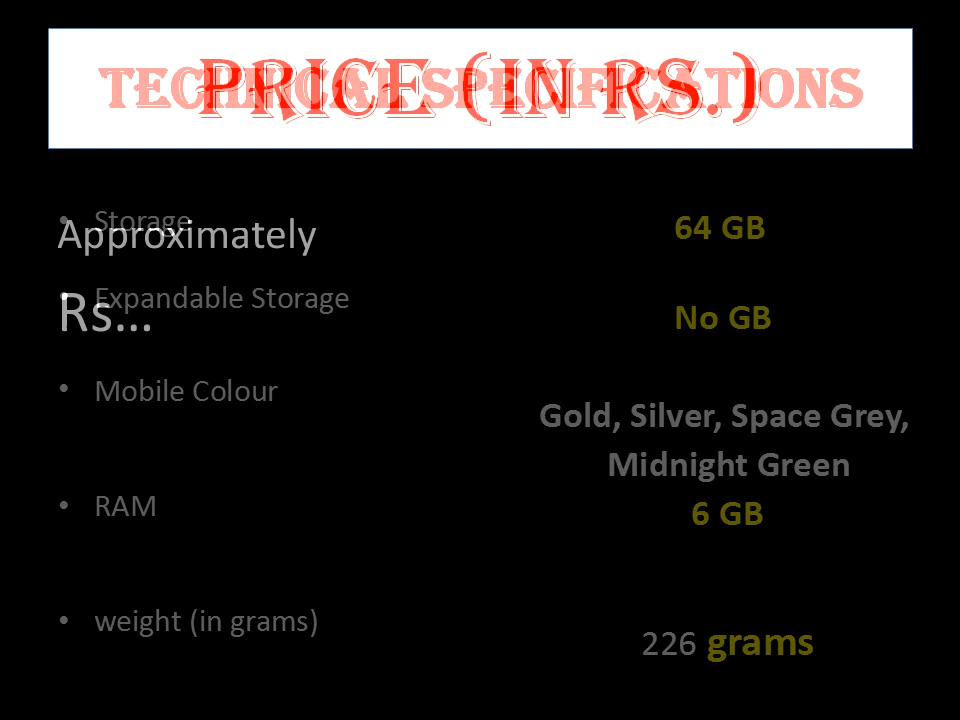 TECHNICAL SPECIFICATIONS
PRICE (IN RS.)
• Storage
64 GB
Approximately
• Expandable Storage
No GB
Rs...
• Mobile Colour
Gold, Silver, Space Grey,
Midnight Green
• RAM
6 GB
• weight (in grams)
226 grams